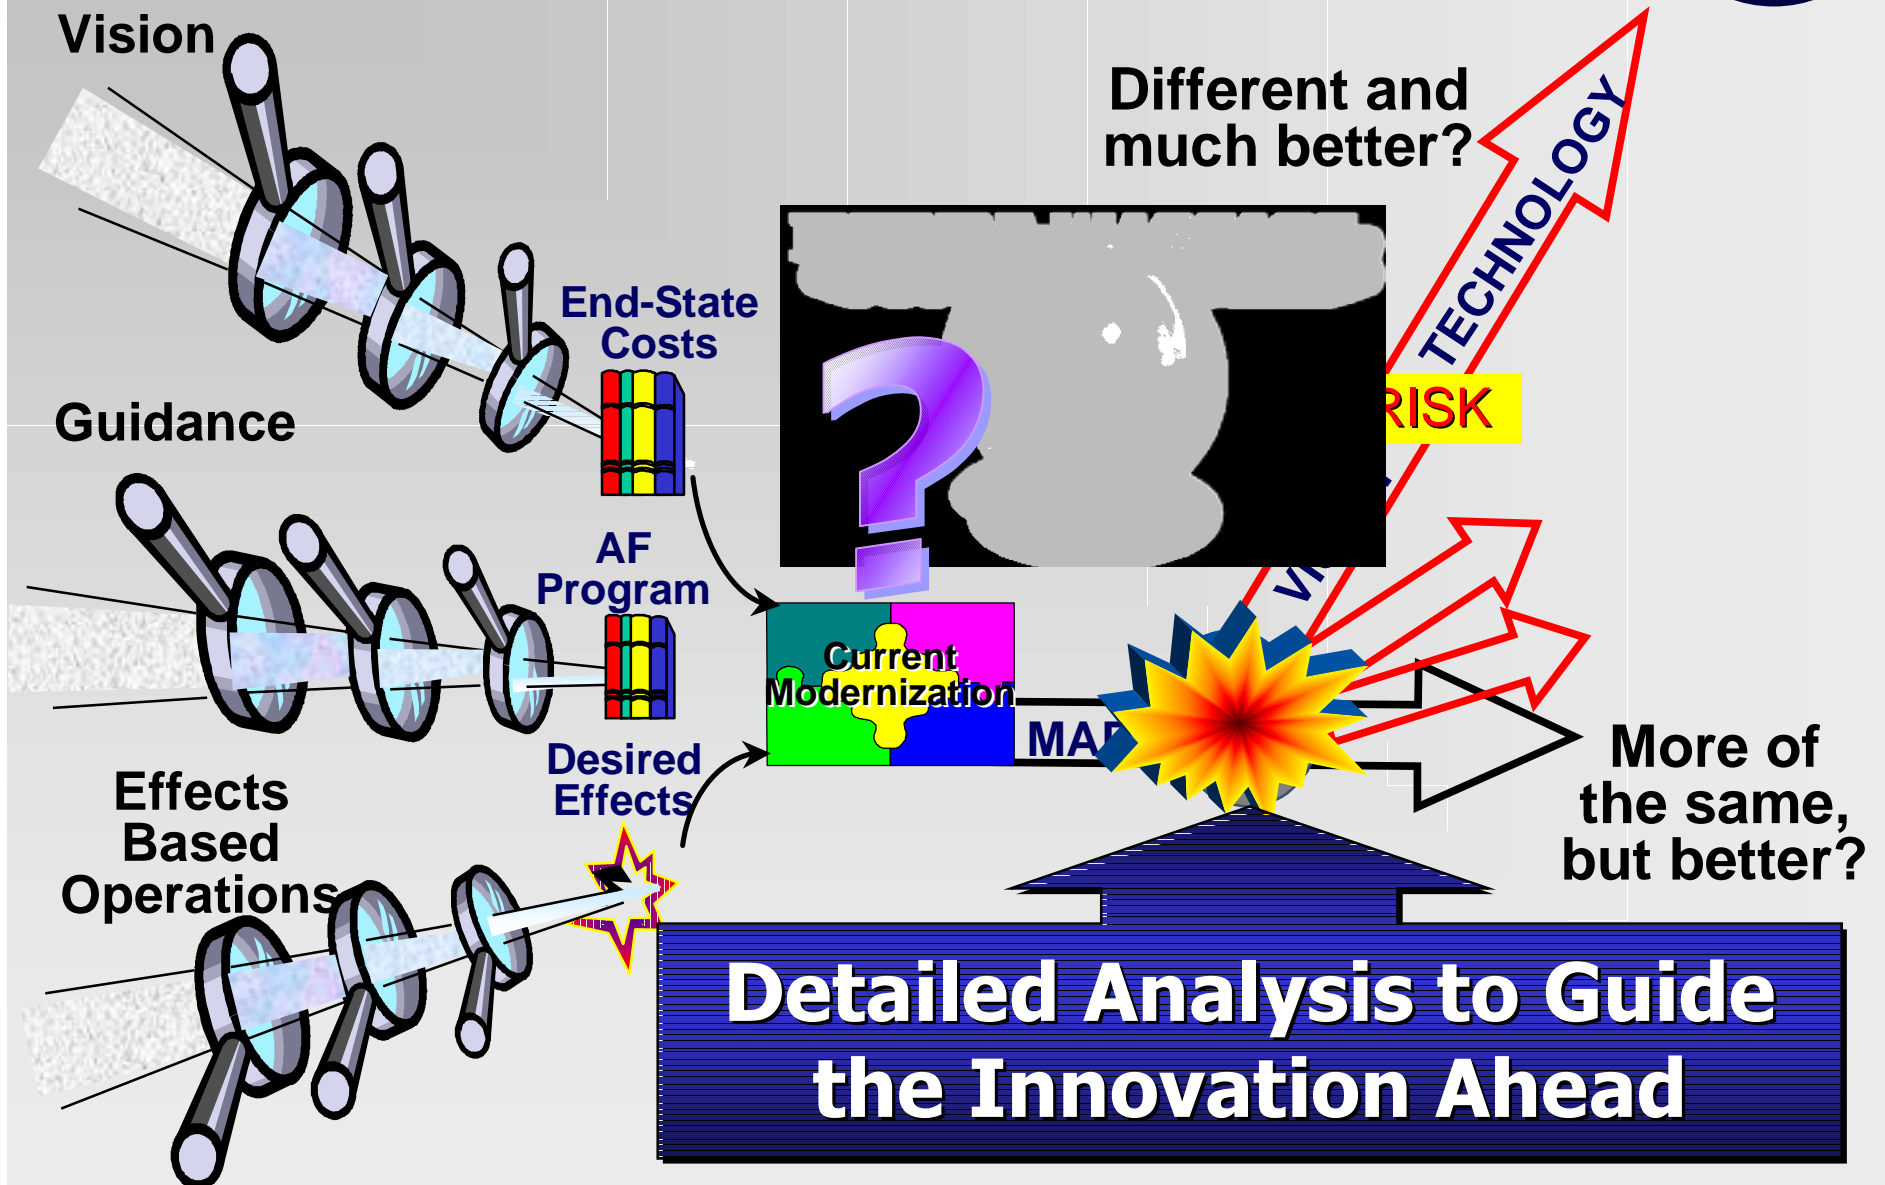 Vision
Different and
much better?
TECHNOLOGY
End-State
Costs
RISK
Guidance
AF
Program
Current
Modernization
Desired
Effects
More of
the same,
but better?
Effects
Based
Operations
Detailed Analysis to Guide
the Innovation Ahead